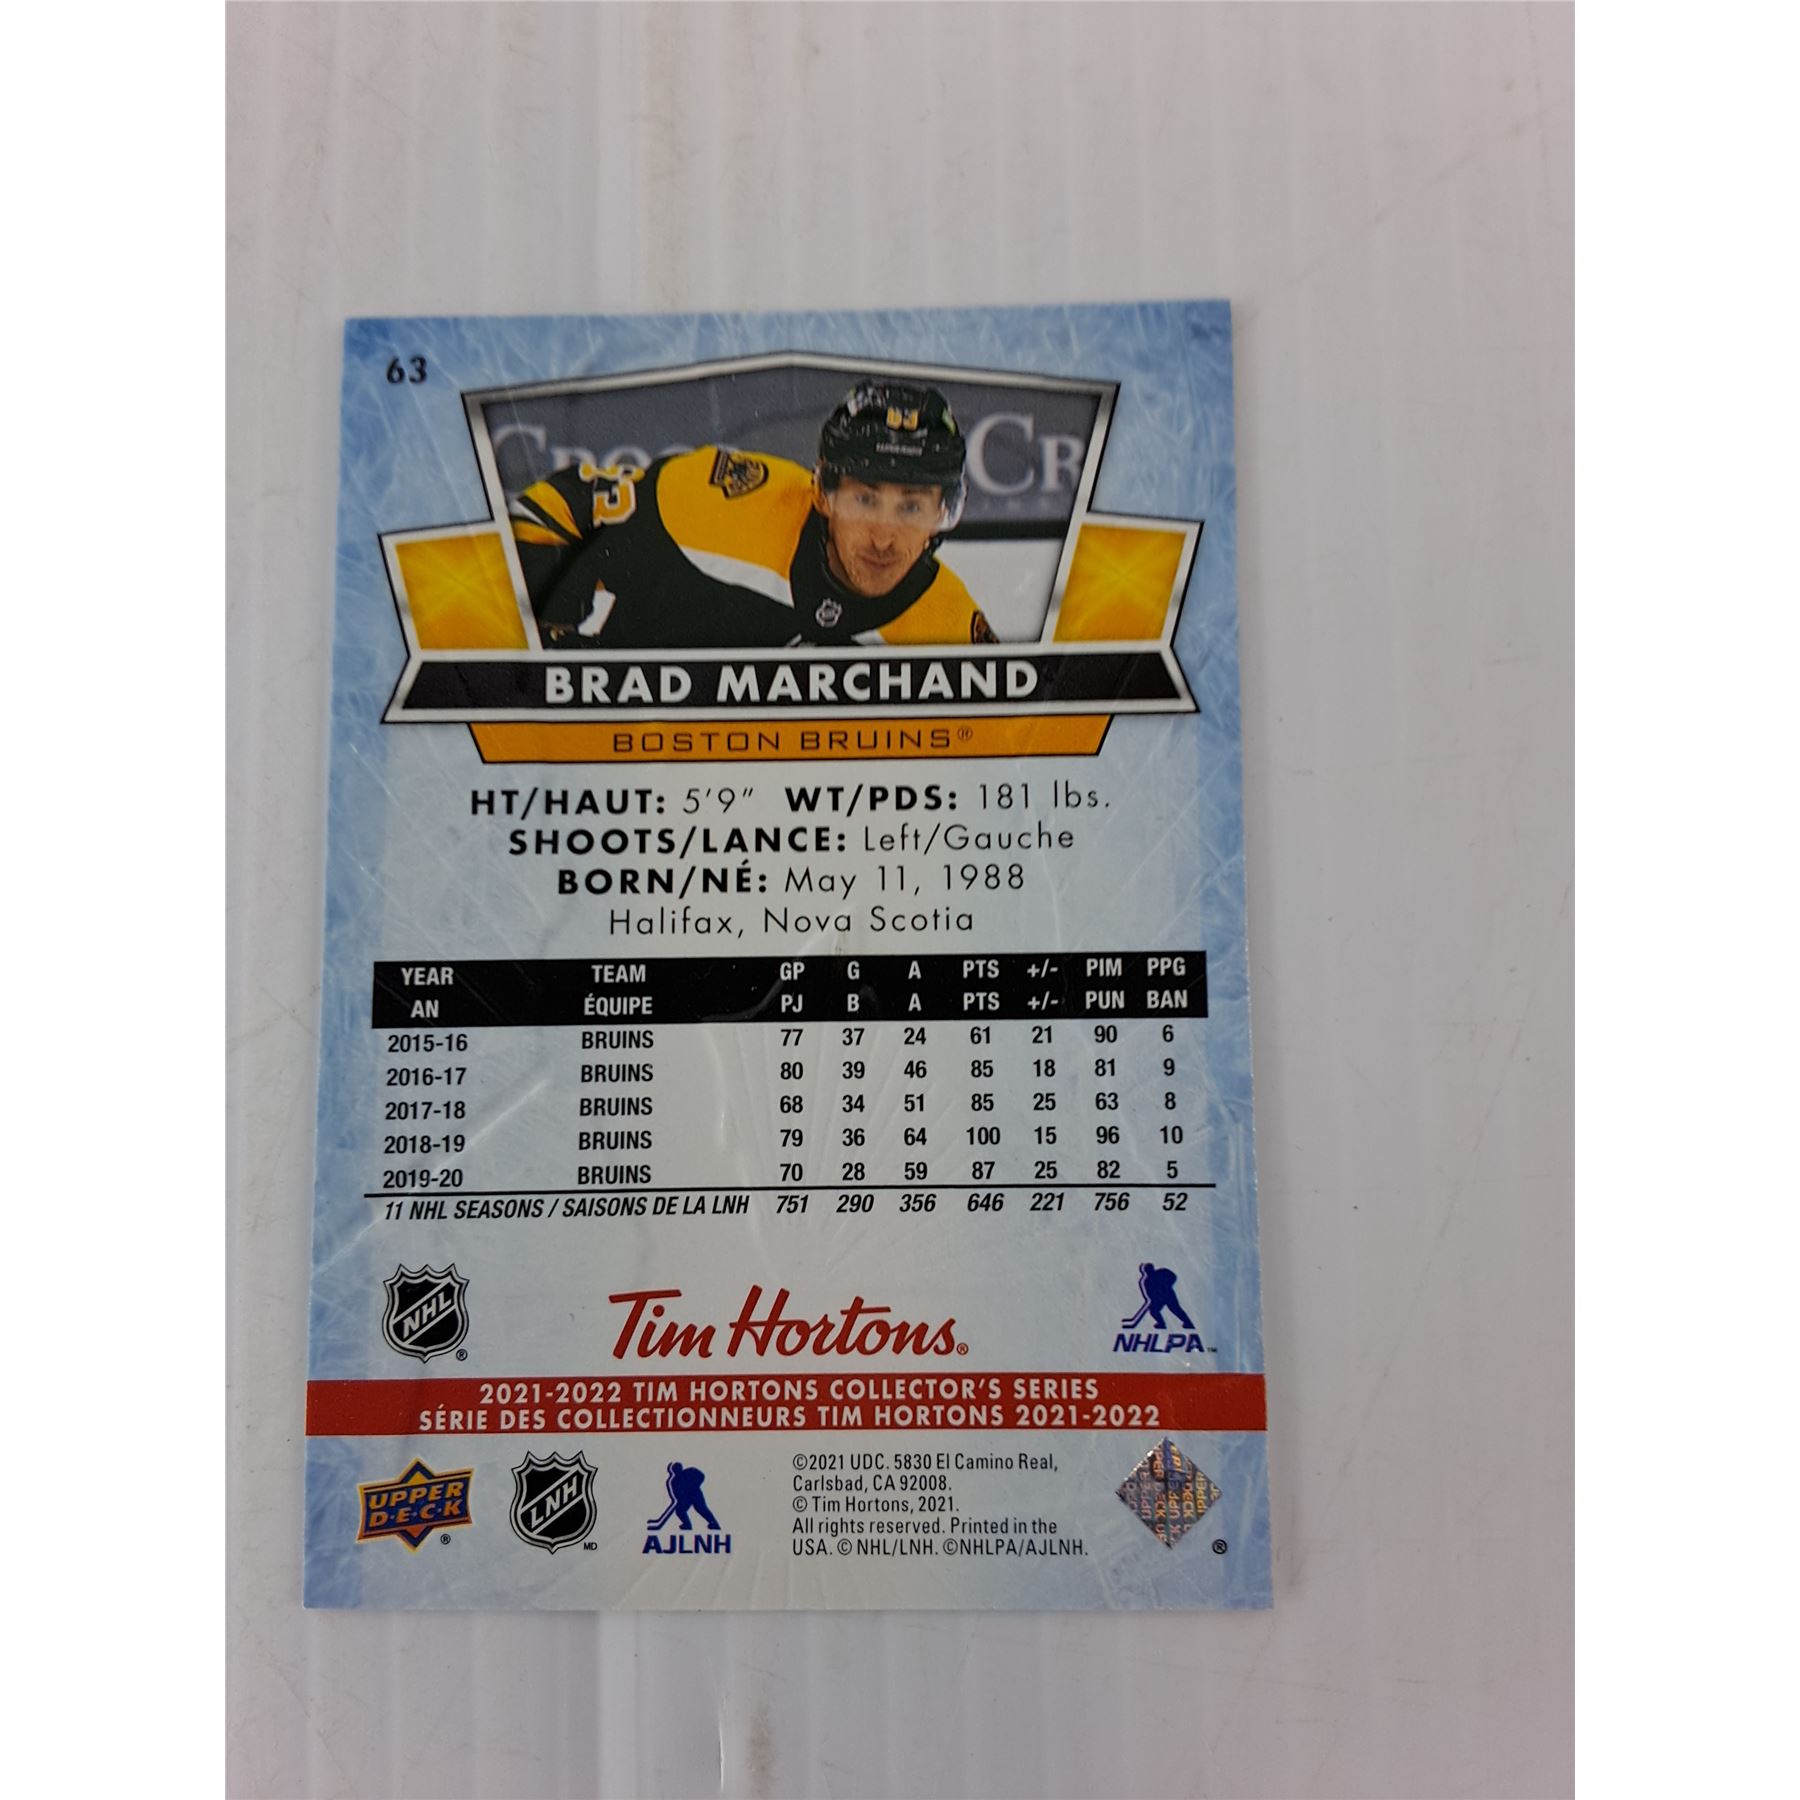 63
63
CR
BRAD MARCHAND
BOSTON BRUINS®
HT/HAUT: 5'9" WT/PDS: 181 lbs.
SHOOTS/LANCE: Left/Gauche
BORN/NÉ: May 11, 1988
Halifax, Nova Scotia
YEAR TEAM GP G A PTS +/- PIM PPG
AN ÉQUIPE PJ B A PTS +/- PUN BAN
2015-16 BRUINS 77 37 24 61 21 90 6
2016-17 BRUINS 80 39 46 85 18 81 9
2017-18 BRUINS 68 34 51 85 25 63 8
2018-19 BRUINS 79 36 64 100 15 96 10
2019-20 BRUINS 70 28 59 87 25 82 5
11 NHL SEASONS / SAISONS DE LA LNH 751 290 356 646 221 756 52
NHL ®
Tim Hortons®
NHLPA™
2021-2022 TIM HORTONS COLLECTOR'S SERIES
SÉRIE DES COLLECTIONNEURS TIM HORTONS 2021-2022
UPPER
D·E·C·K ®
LNH MD
AJLNH
©2021 UDC. 5830 El Camino Real,
Carlsbad, CA 92008.
© Tim Hortons, 2021.
All rights reserved. Printed in the
USA. © NHL/LNH. ©NHLPA/AJLNH.
®